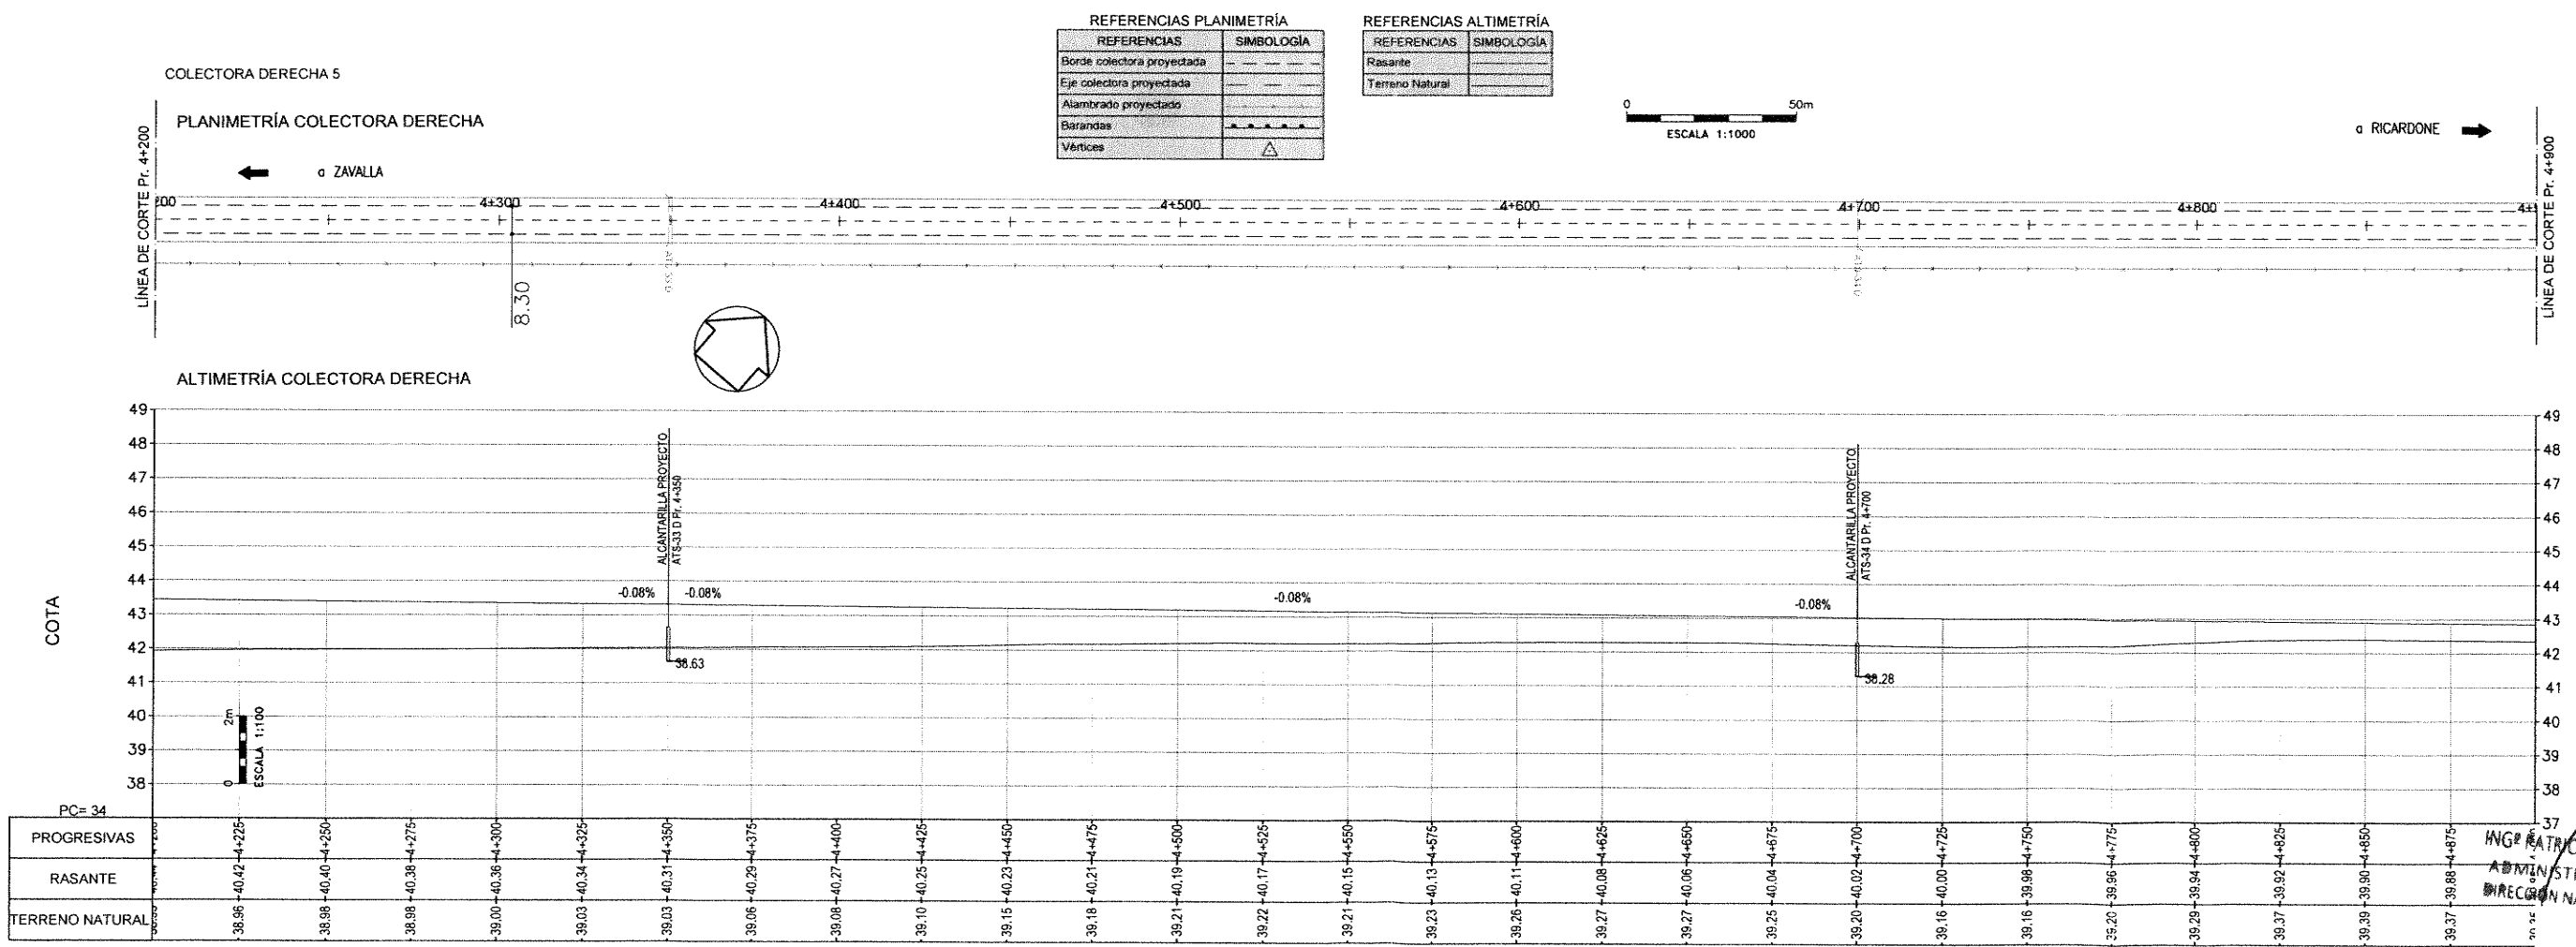 REFERENCIAS PLANIMETRÍA
REFERENCIAS SIMBOLOGÍA
Borde colectora proyectada
Eje colectora proyectada
Alambrado proyectado
Barandas
Vértices
REFERENCIAS ALTIMETRÍA
REFERENCIAS SIMBOLOGÍA
Rasante
Terreno Natural
COLECTORA DERECHA 5
PLANIMETRÍA COLECTORA DERECHA
0 50m
ESCALA 1:1000
a RICARDONE
a ZAVALLA
LÍNEA DE CORTE Pr. 4+200
LÍNEA DE CORTE Pr. 4+900
200 4+300 4+400 4+500 4+600 4+700 4+800
8.30
ALTIMETRÍA COLECTORA DERECHA
COTA
49 48 47 46 45 44 43 42 41 40 39 38
49 48 47 46 45 44 43 42 41 40 39 38 37
ALCANTARILLA PROYECTO
ATS-33 D Pr. 4+350
ALCANTARILLA PROYECTO
ATS-34 D Pr. 4+700
-0.08% -0.08% -0.08% -0.08%
38.63
38.28
0 2m
ESCALA 1:100
PC= 34
PROGRESIVAS 4+225 4+250 4+275 4+300 4+325 4+350 4+375 4+400 4+425 4+450 4+475 4+500 4+525 4+550 4+575 4+600 4+625 4+650 4+675 4+700 4+725 4+750 4+775 4+800 4+825 4+850 4+875
RASANTE 40.42 40.40 40.38 40.36 40.34 40.31 40.29 40.27 40.25 40.23 40.21 40.19 40.17 40.15 40.13 40.11 40.08 40.06 40.04 40.02 40.00 39.98 39.96 39.94 39.92 39.90 39.88
TERRENO NATURAL 38.96 38.98 38.98 39.00 39.03 39.03 39.06 39.08 39.10 39.15 39.18 39.21 39.22 39.21 39.23 39.26 39.27 39.27 39.25 39.20 39.16 39.16 39.20 39.29 39.37 39.39 39.37